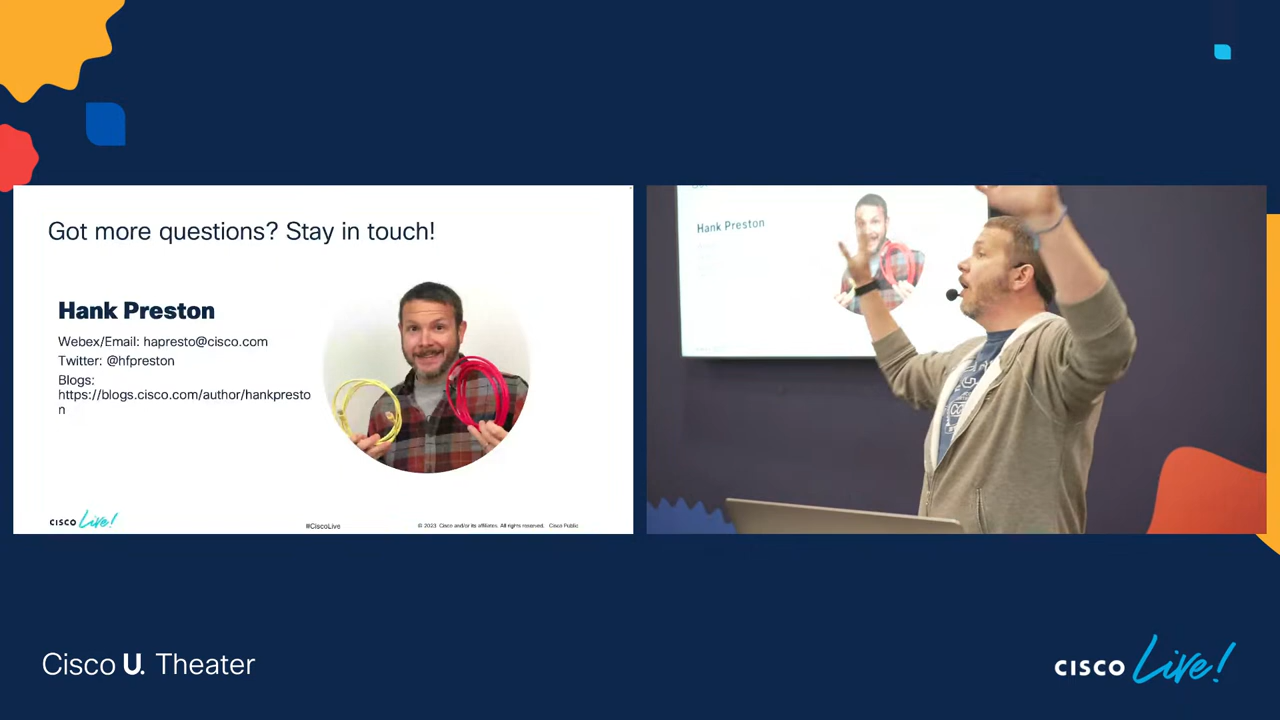 Got more questions? Stay in touch!
Hank Preston
Webex/Email: hapresto@cisco.com
Twitter: @hfpreston
Blogs:
https://blogs.cisco.com/author/hankpresto
n
CISCO Live!
#CiscoLive
© 2023 Cisco and/or its affiliates. All rights reserved. Cisco Public
Hank Preston
Cisco U. Theater
CISCO Live!